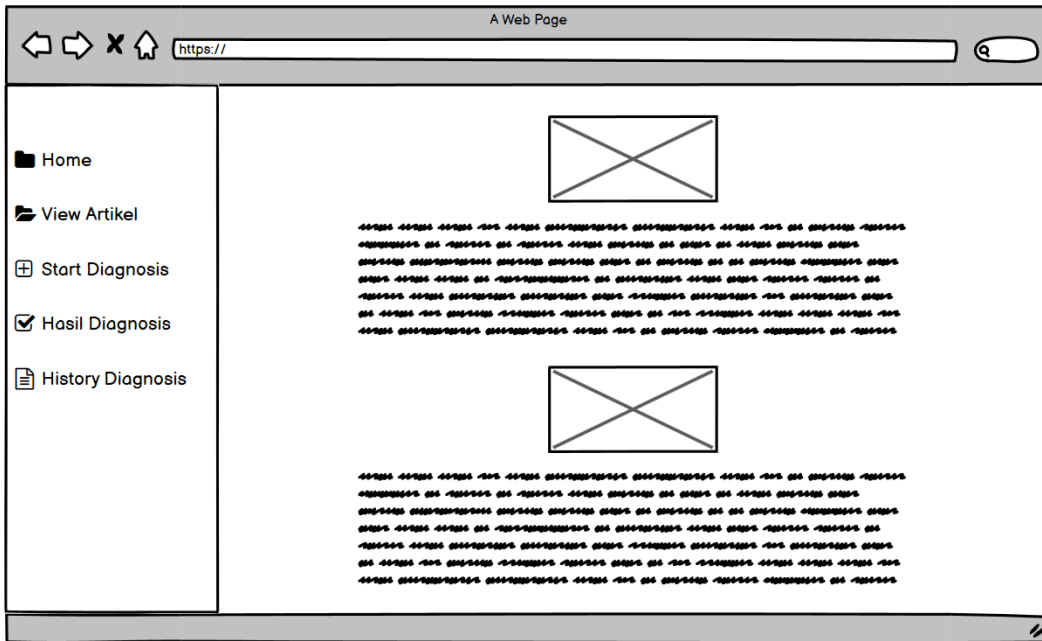 A Web Page
https://
Home
View Artikel
Start Diagnosis
Hasil Diagnosis
History Diagnosis